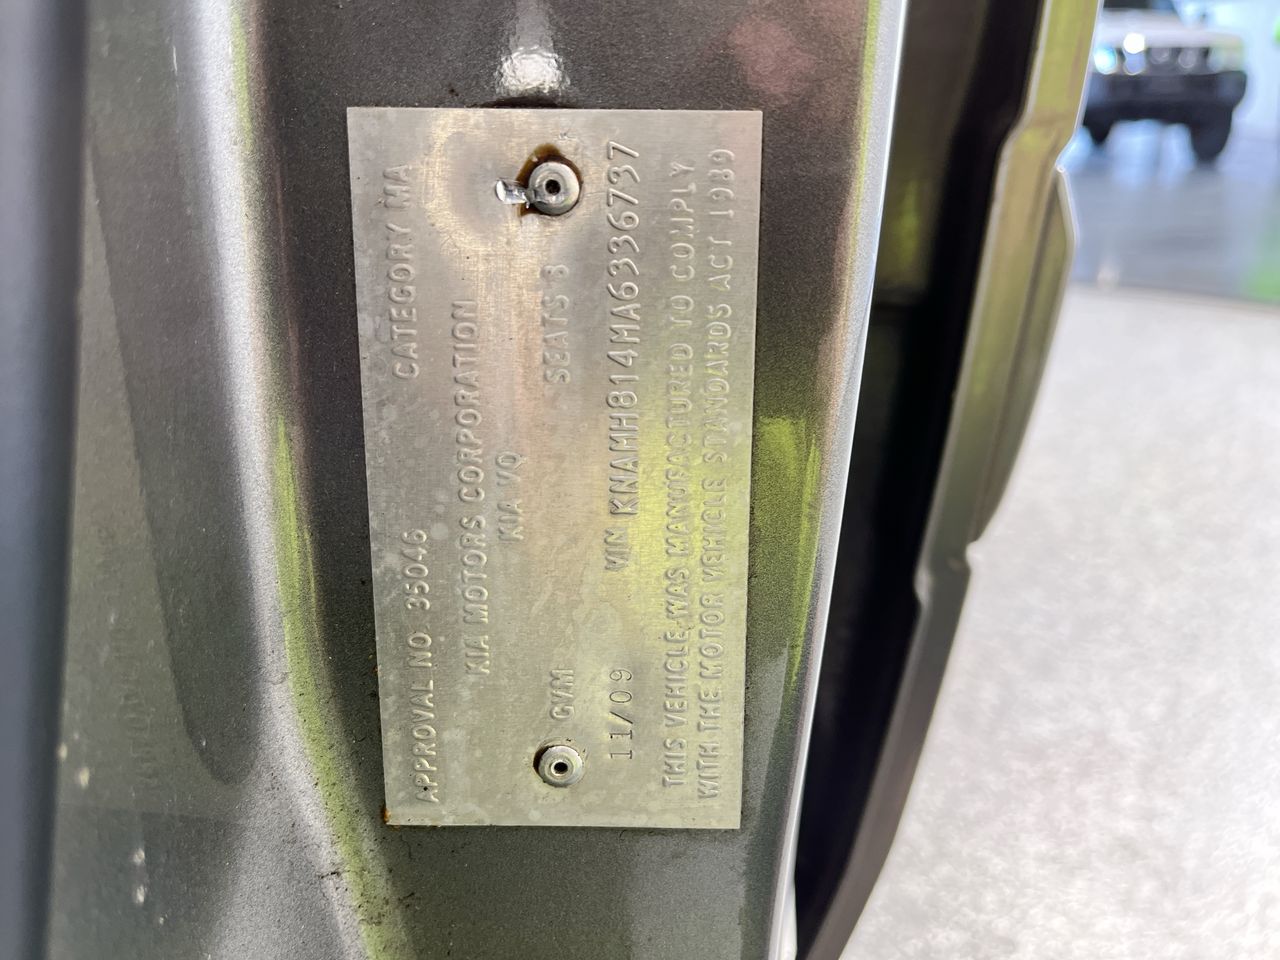 APPROVAL NO. 35046 CATEGORY MA
KIA MOTORS CORPORATION
KIA VQ
GVM SEATS 8
11/09 VIN KNAMH814MA6336737
THIS VEHICLE WAS MANUFACTURED TO COMPLY
WITH THE MOTOR VEHICLE STANDARDS ACT 1989